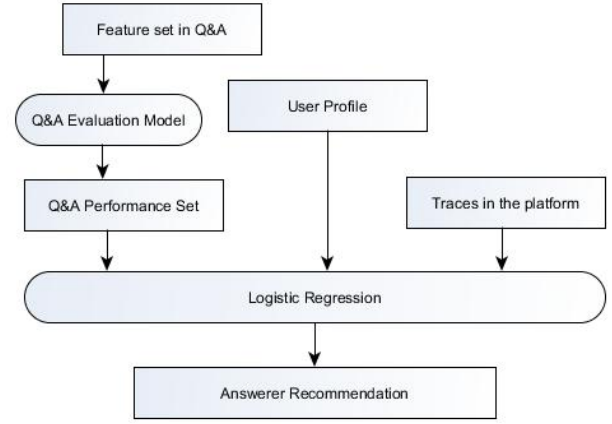 Feature set in Q&A
Q&A Evaluation Model
User Profile
Q&A Performance Set
Traces in the platform
Logistic Regression
Answerer Recommendation